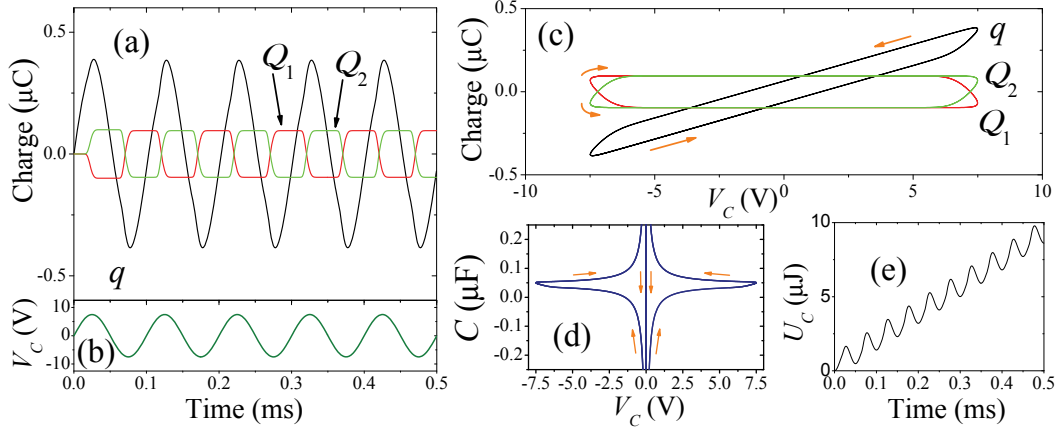 (a)
Charge (μC)
0.5
0.0
-0.5
Q1
Q2
q
(b)
V_C (V)
10
0
-10
0.0 0.1 0.2 0.3 0.4 0.5
Time (ms)
(c)
Charge (μC)
0.5
0.0
-0.5
q
Q2
Q1
-10 -5 0 5 10
V_C (V)
(d)
C (μF)
0.2
0.1
0.0
-0.1
-0.2
-7.5 -5.0 -2.5 0.0 2.5 5.0 7.5
V_C (V)
(e)
U_C (μJ)
10
5
0
0.0 0.1 0.2 0.3 0.4 0.5
Time (ms)